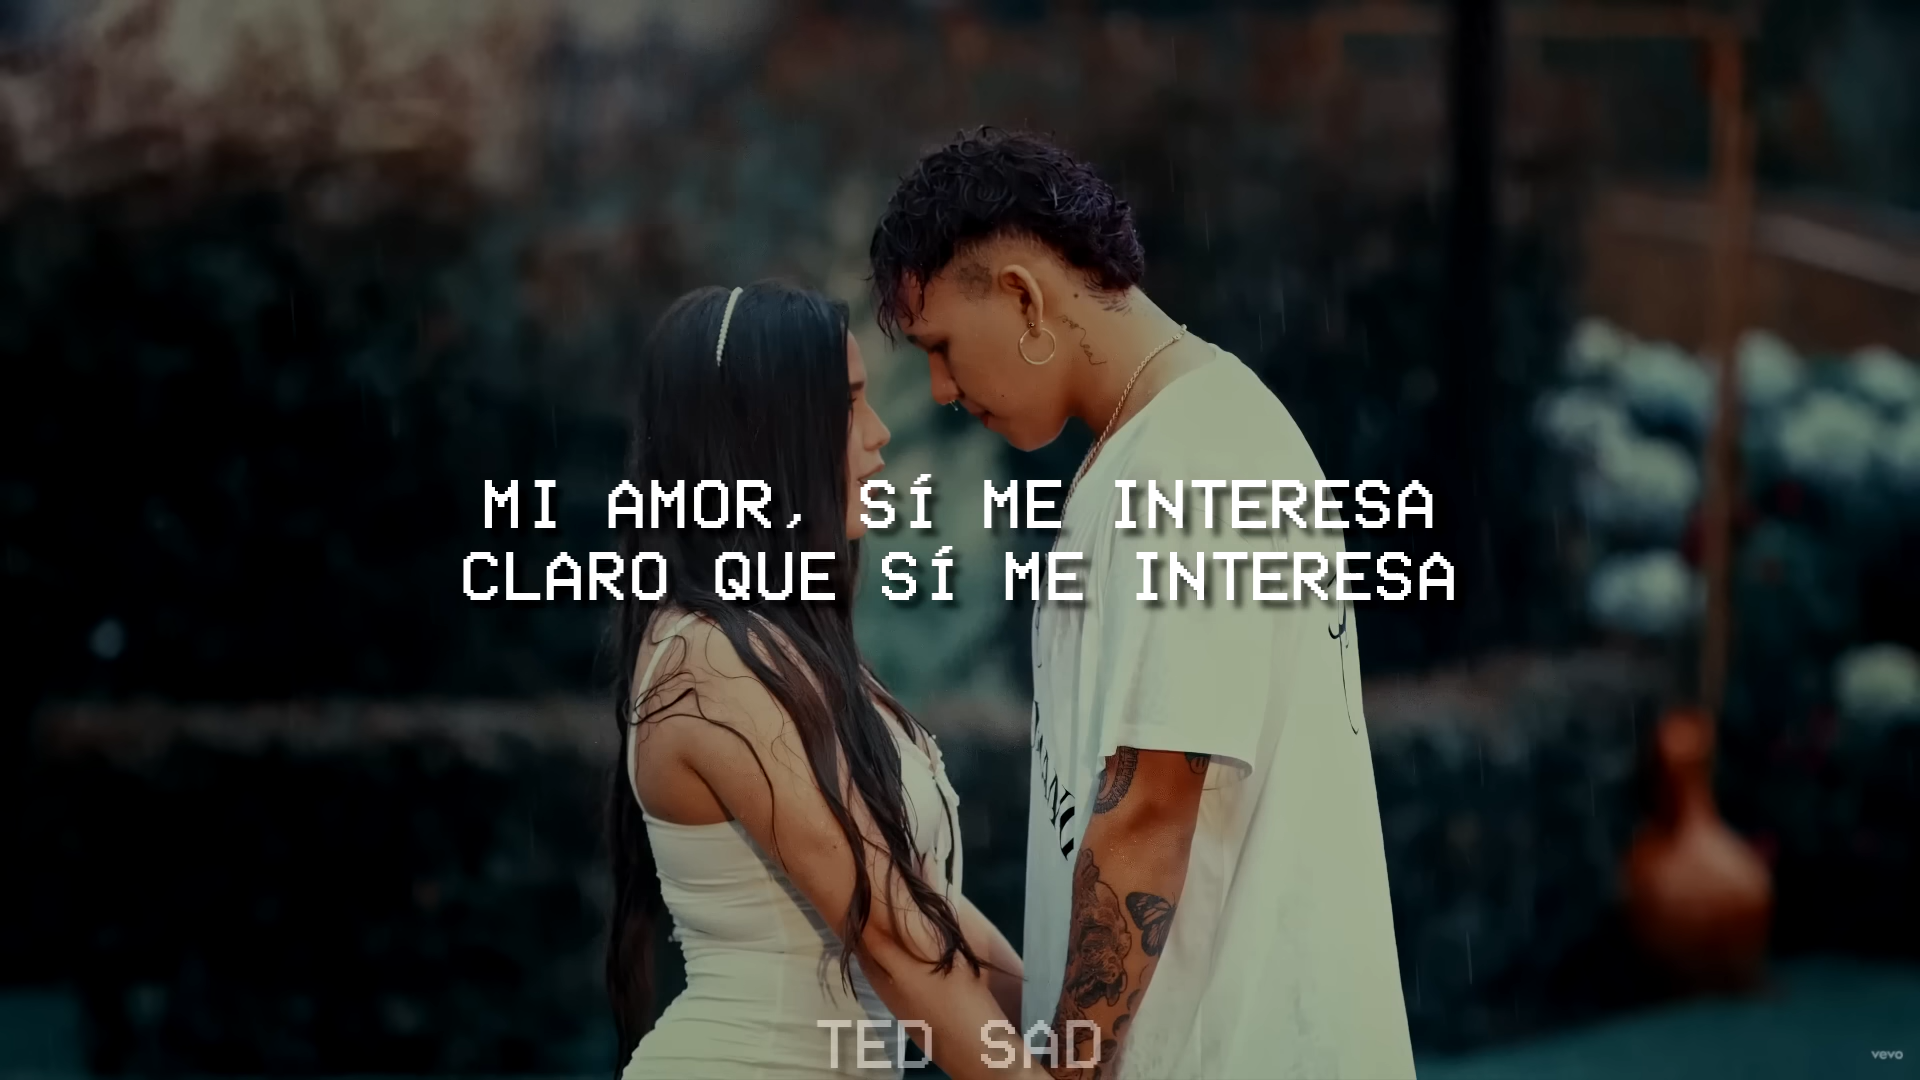 MI AMOR, SÍ ME INTERESA
CLARO QUE SÍ ME INTERESA
TED SAD
vevo